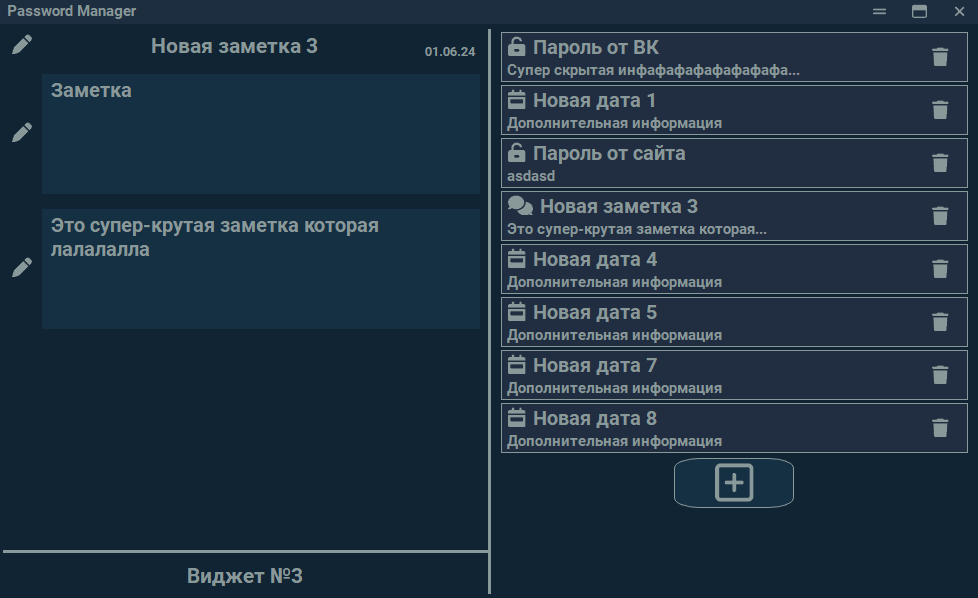 Password Manager
Новая заметка 3
01.06.24
Заметка
Это супер-крутая заметка которая
лалалалла
Виджет №3
Пароль от ВК
Супер скрытая инфафафафафафафа...
Новая дата 1
Дополнительная информация
Пароль от сайта
asdasd
Новая заметка 3
Это супер-крутая заметка которая...
Новая дата 4
Дополнительная информация
Новая дата 5
Дополнительная информация
Новая дата 7
Дополнительная информация
Новая дата 8
Дополнительная информация